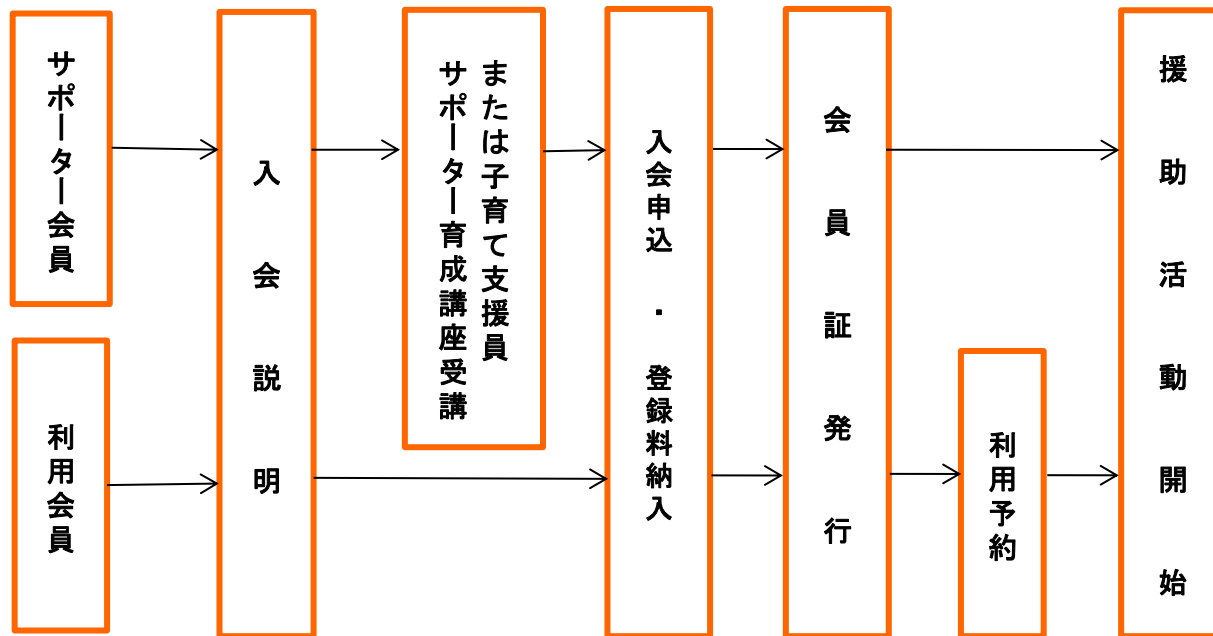 サポーター会員
利用会員
入会説明
または子育て支援員
サポーター育成講座受講
入会申込・登録料納入
会員証発行
利用予約
援助活動開始